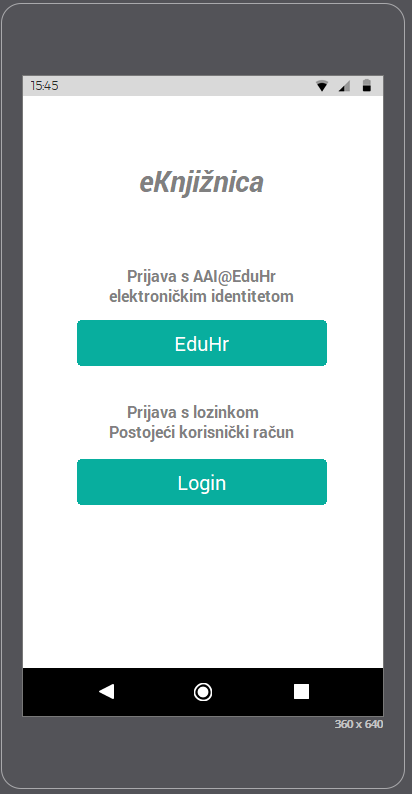 15:45
eKnjižnica
Prijava s AAI@EduHr
elektroničkim identitetom
EduHr
Prijava s lozinkom
Postojeći korisnički račun
Login
360 x 640